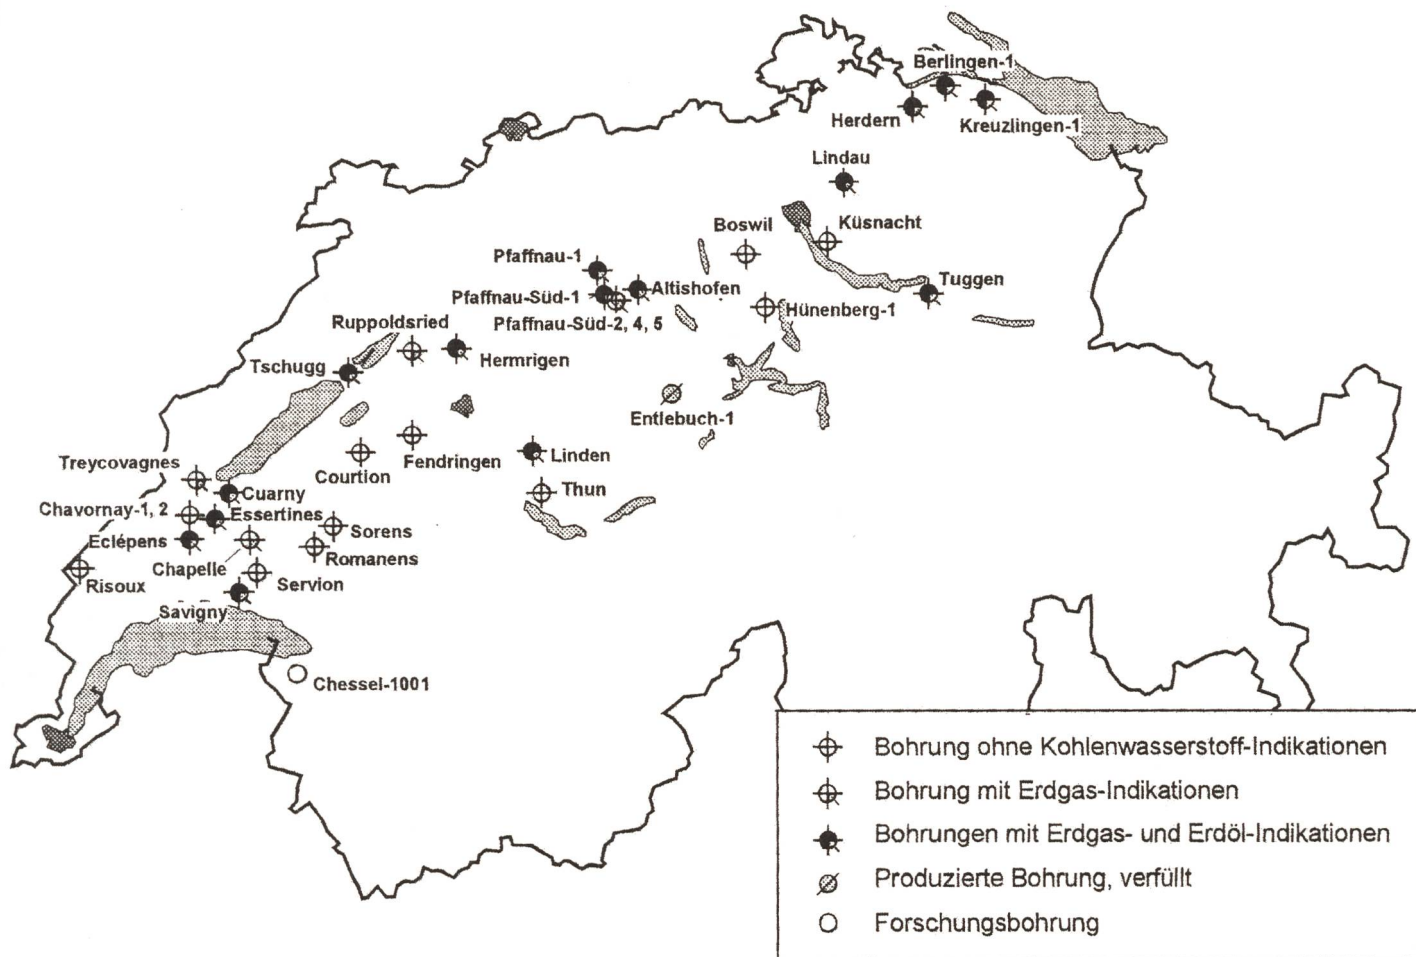 Berlingen-1
Herdern
Kreuzlingen-1
Lindau
Boswil
Küsnacht
Pfaffnau-1
Tuggen
Altishofen
Pfaffnau-Süd-1
Hünenberg-1
Pfaffnau-Süd-2, 4, 5
Ruppoldsried
Hermrigen
Tschugg
Entlebuch-1
Treycovagnes
Courtion
Fendringen
Linden
Cuarny
Thun
Chavornay-1, 2
Essertines
Sorens
Eclépens
Romanens
Chapelle
Risoux
Servion
Savigny
Chessel-1001
Bohrung ohne Kohlenwasserstoff-Indikationen
Bohrung mit Erdgas-Indikationen
Bohrungen mit Erdgas- und Erdöl-Indikationen
Produzierte Bohrung, verfüllt
Forschungsbohrung